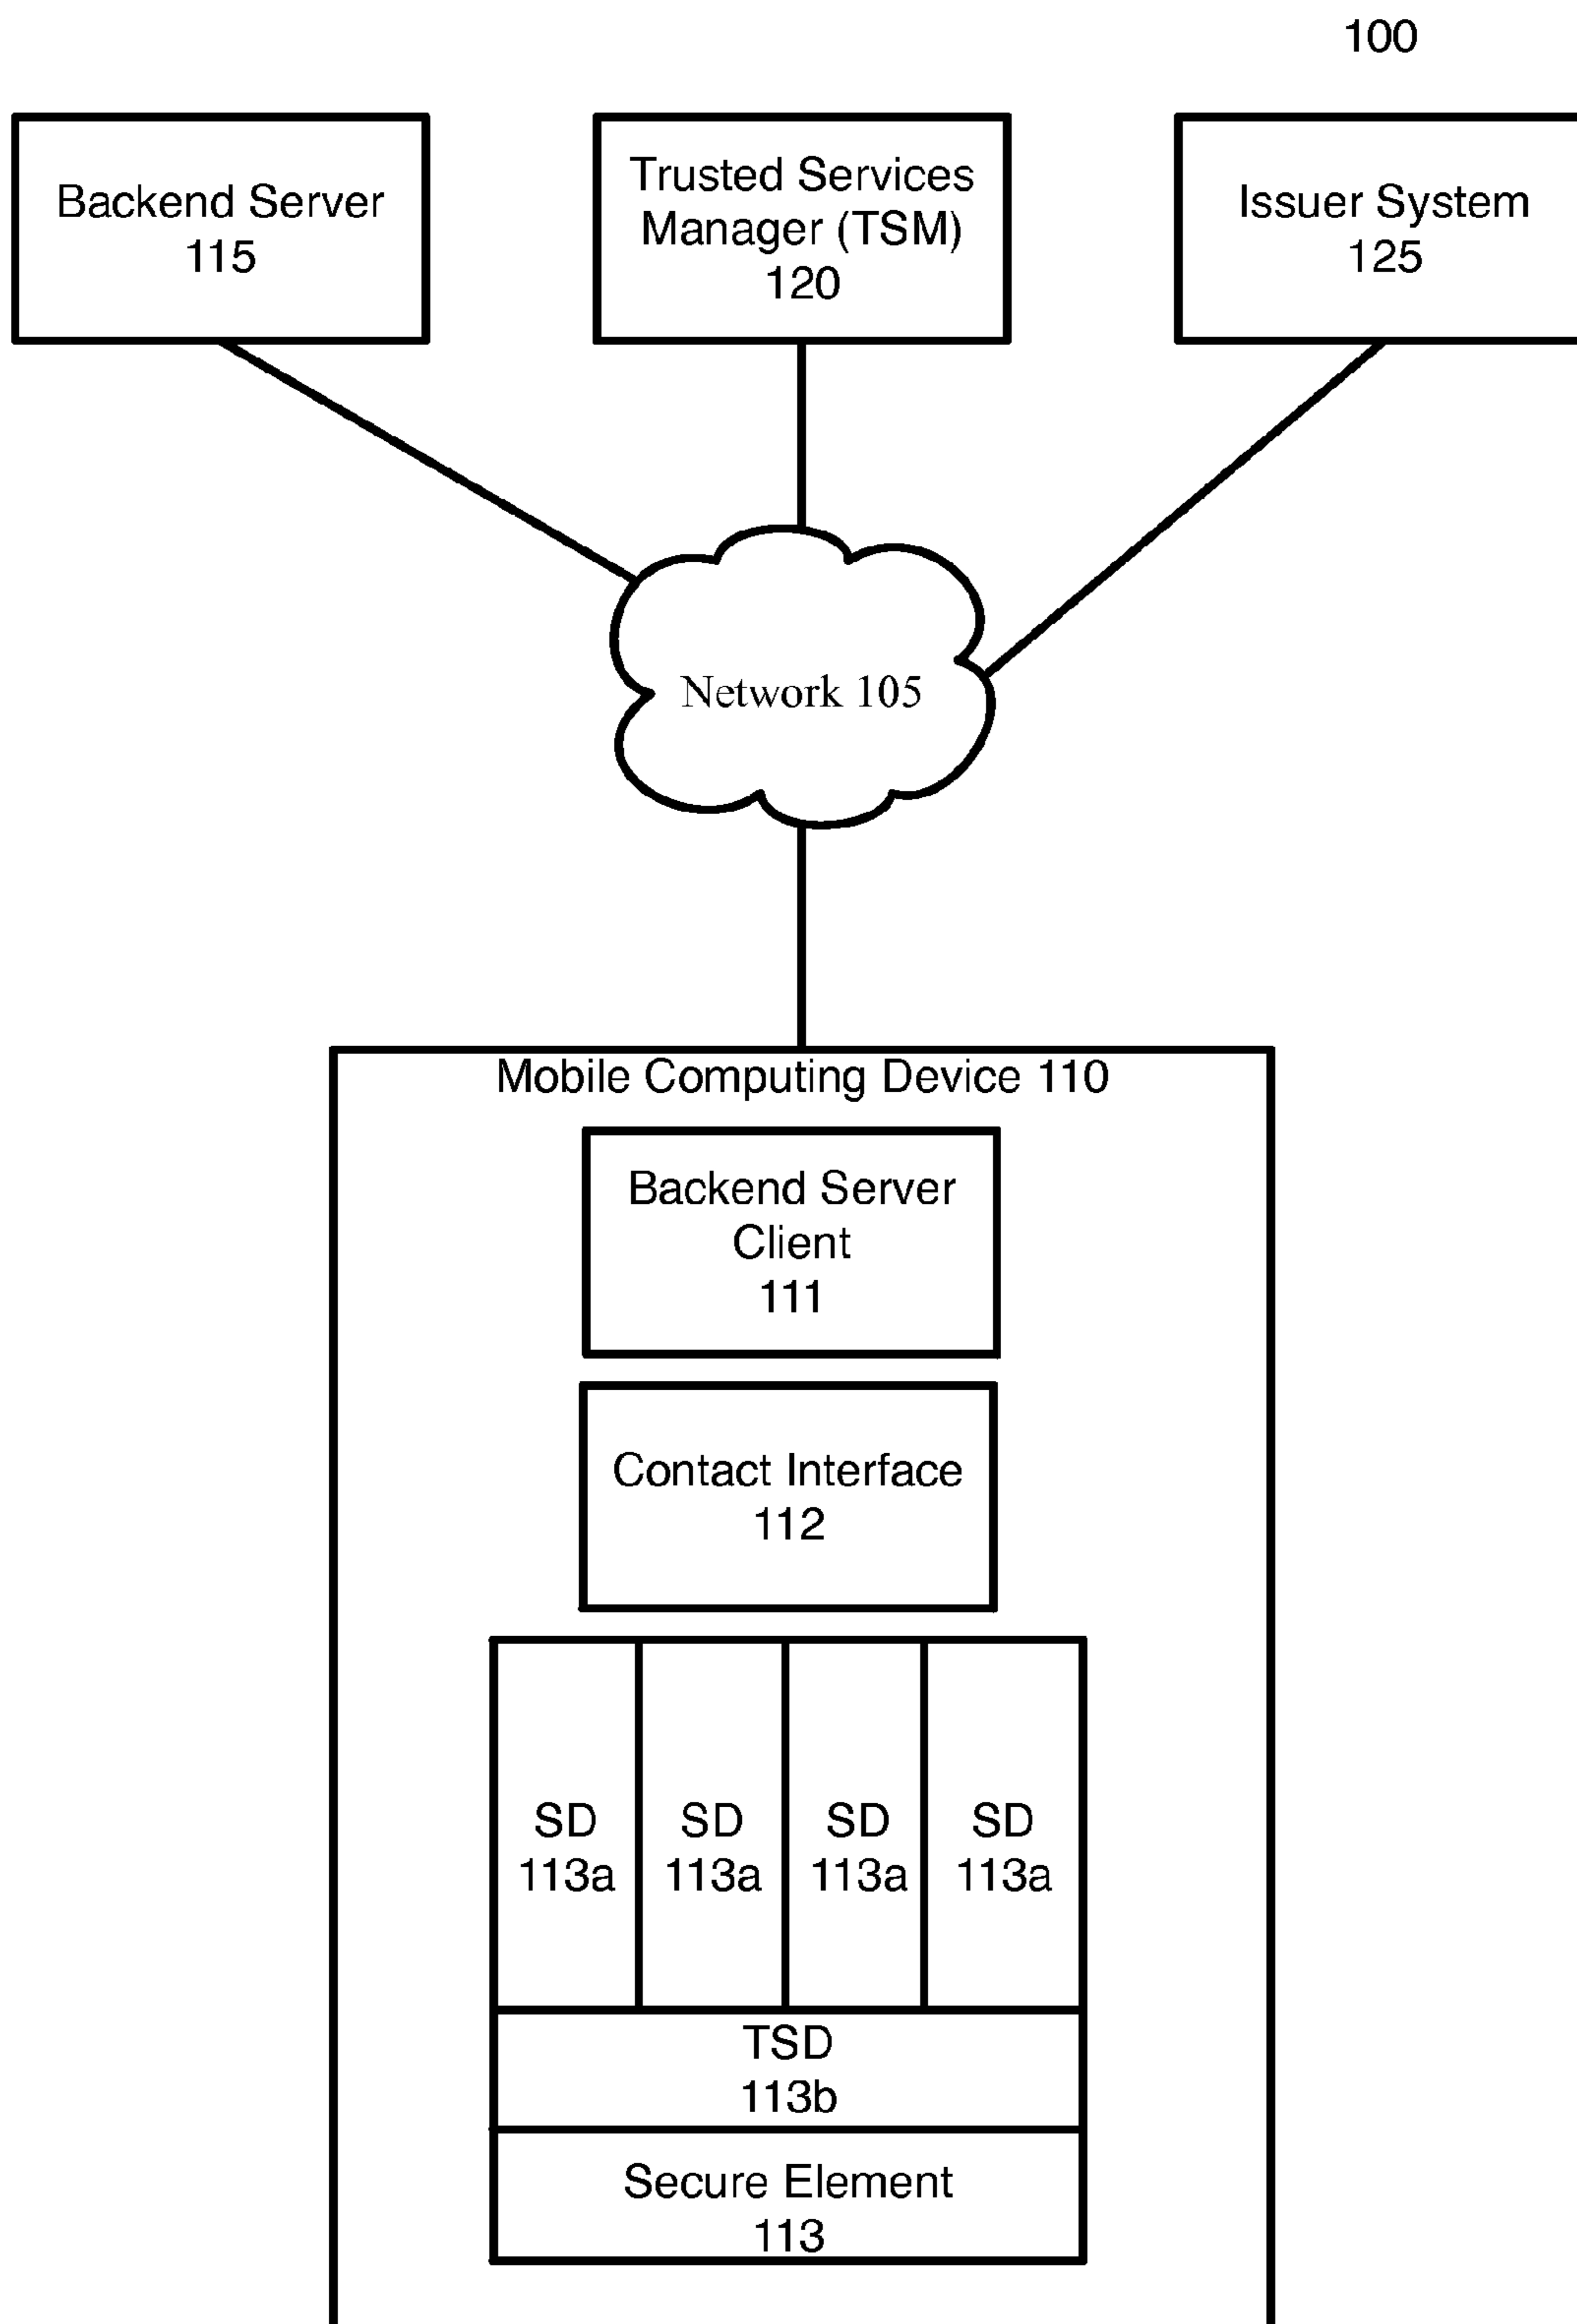 100
Backend Server
115
Trusted Services
Manager (TSM)
120
Issuer System
125
Network 105
Mobile Computing Device 110
Backend Server
Client
111
Contact Interface
112
SD
113a
SD
113a
SD
113a
SD
113a
TSD
113b
Secure Element
113